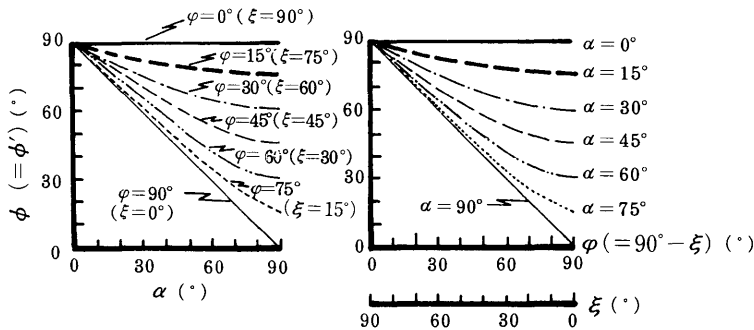 φ=0°(ξ=90°)
90
φ=15°(ξ=75°)
φ=30°(ξ=60°)
60
φ=45°(ξ=45°)
φ=60°(ξ=30°)
30
φ=90°
(ξ=0°)
φ=75°
(ξ=15°)
0
ϕ (=ϕ′) (°)
0 30 60 90
α (°)
90
α=0°
α=15°
60
α=30°
α=45°
30
α=60°
α=90°
α=75°
0
φ(=90°−ξ) (°)
0 30 60 90
90 60 30 0
ξ (°)